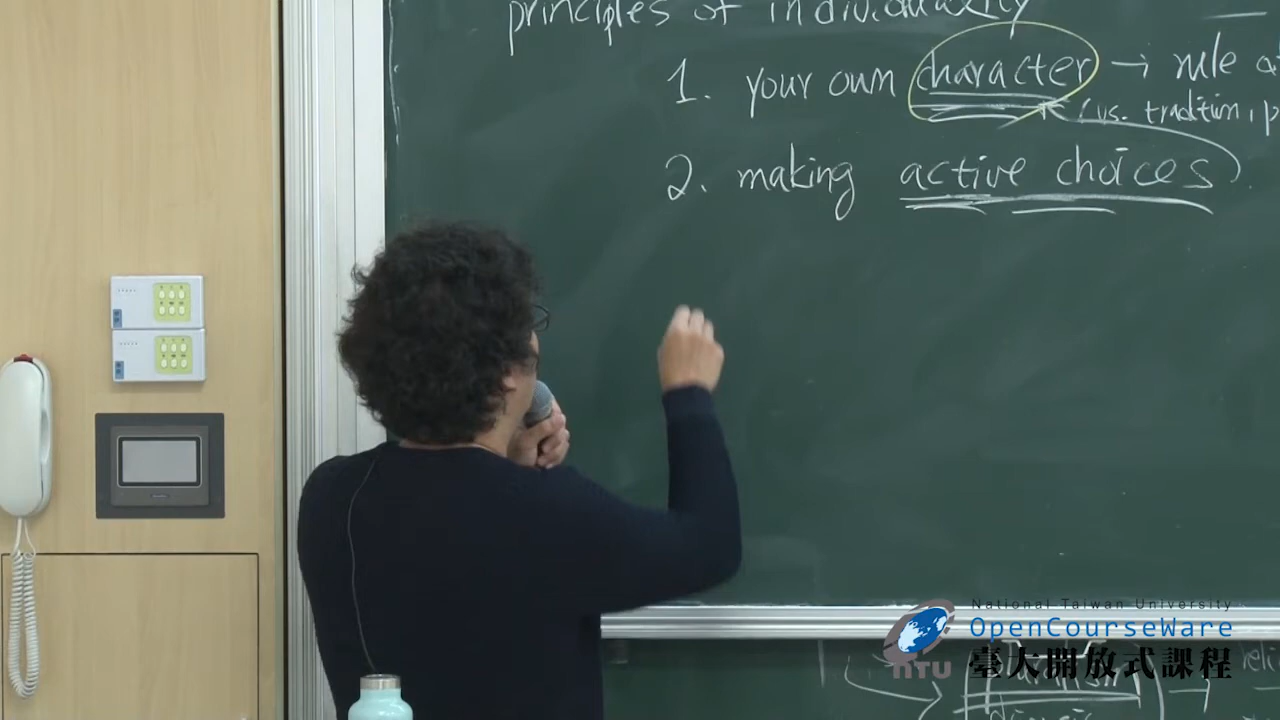 principles of individuality
1. your own character → rule
(vs. tradition,
2. making active choices
National Taiwan University
OpenCourseWare
NTU 臺大開放式課程